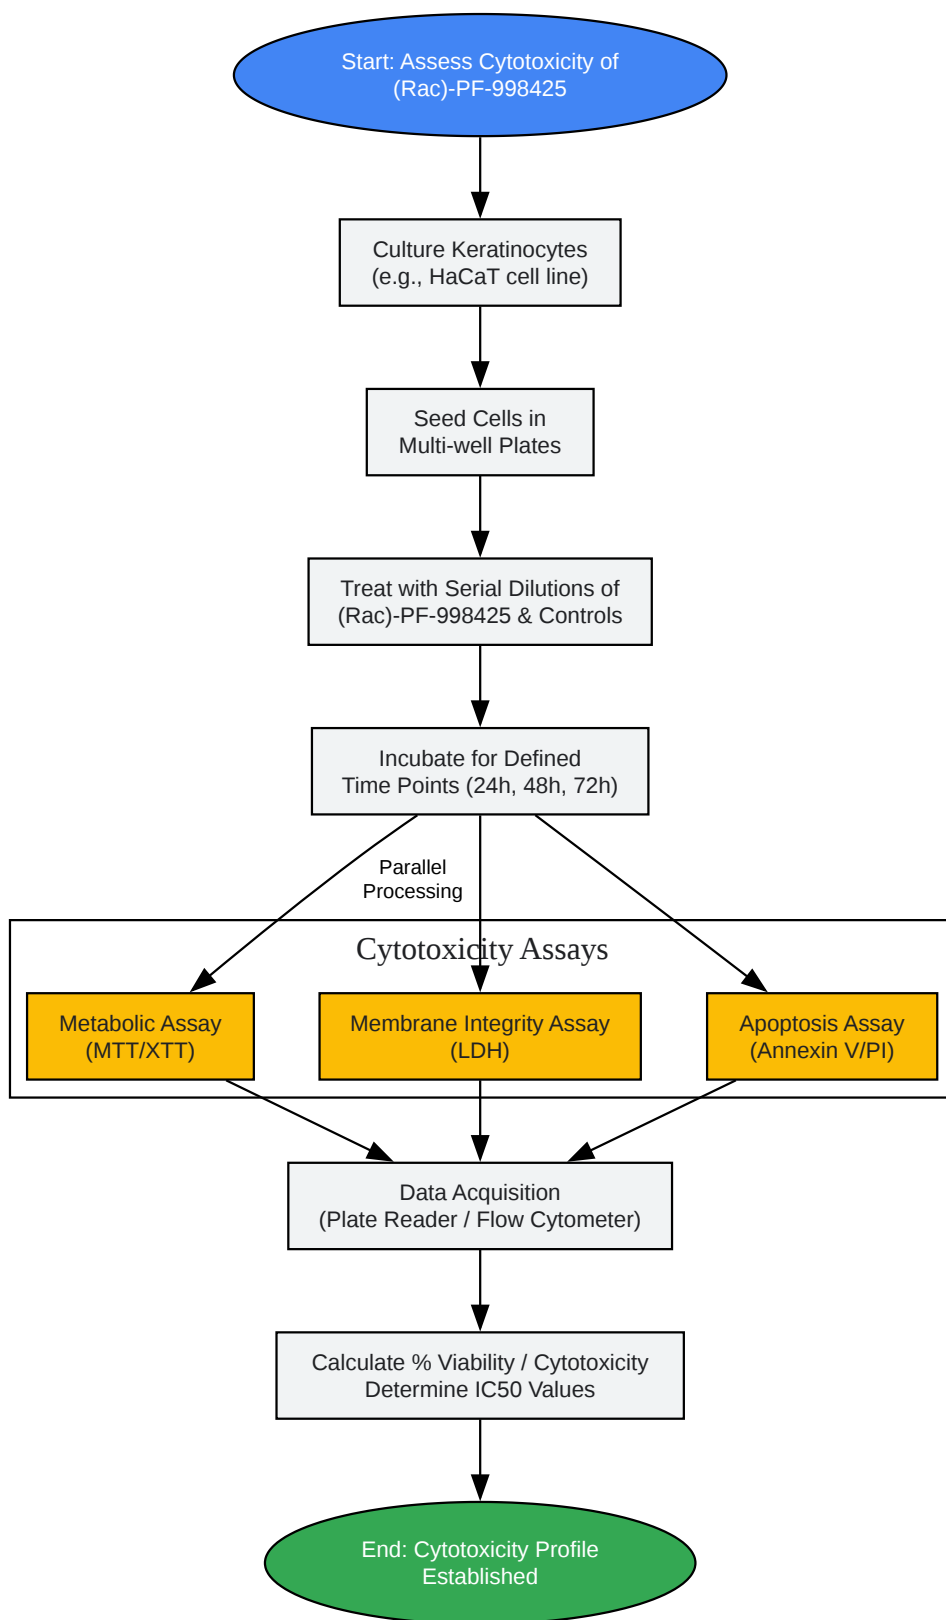 Start: Assess Cytotoxicity of
(Rac)-PF-998425
Culture Keratinocytes
(e.g., HaCaT cell line)
Seed Cells in
Multi-well Plates
Treat with Serial Dilutions of
(Rac)-PF-998425 & Controls
Incubate for Defined
Time Points (24h, 48h, 72h)
Parallel
Processing
Cytotoxicity Assays
Metabolic Assay
(MTT/XTT)
Membrane Integrity Assay
(LDH)
Apoptosis Assay
(Annexin V/PI)
Data Acquisition
(Plate Reader / Flow Cytometer)
Calculate % Viability / Cytotoxicity
Determine IC50 Values
End: Cytotoxicity Profile
Established